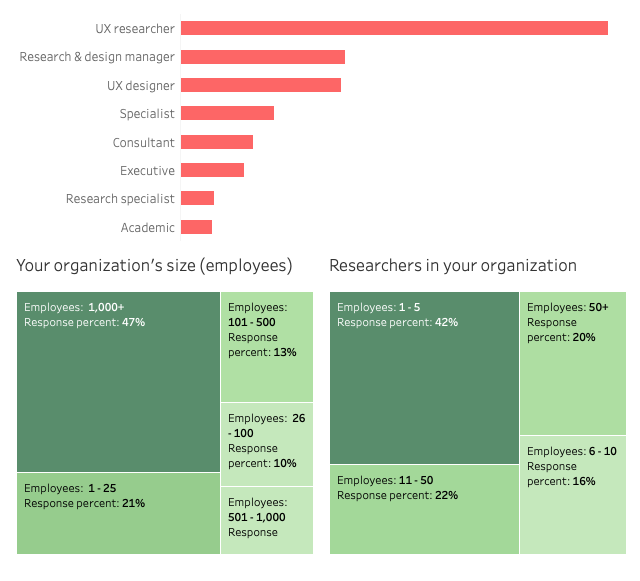 UX researcher
Research & design manager
UX designer
Specialist
Consultant
Executive
Research specialist
Academic
Your organization's size (employees)
Employees: 1,000+
Response percent: 47%
Employees:
101 - 500
Response
percent: 13%
Employees: 26
- 100
Response
percent: 10%
Employees: 1 - 25
Response percent: 21%
Employees:
501 - 1,000
Response
Researchers in your organization
Employees: 1 - 5
Response percent: 42%
Employees: 50+
Response
percent: 20%
Employees: 6 - 10
Response
percent: 16%
Employees: 11 - 50
Response percent: 22%